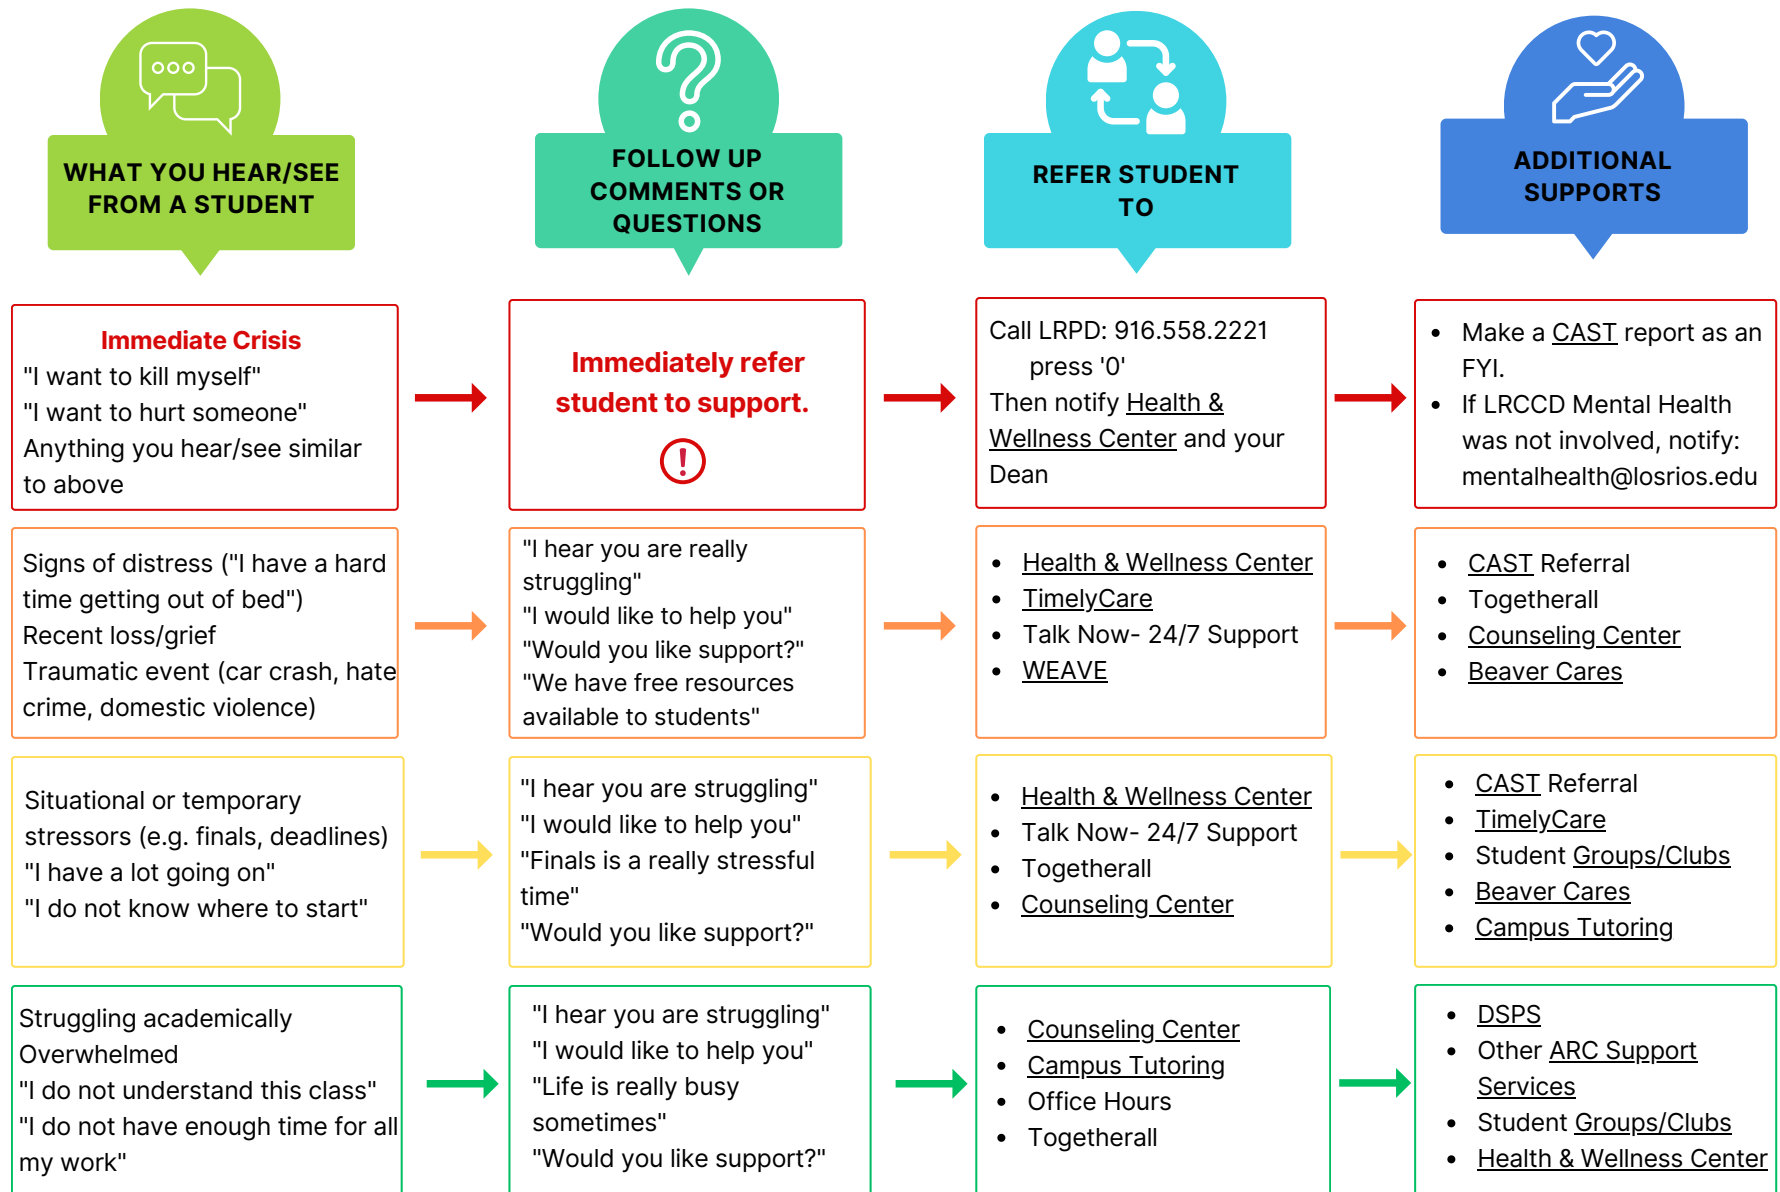 WHAT YOU HEAR/SEE
FROM A STUDENT
FOLLOW UP
COMMENTS OR
QUESTIONS
REFER STUDENT
TO
ADDITIONAL
SUPPORTS
Immediate Crisis
"I want to kill myself"
"I want to hurt someone"
Anything you hear/see similar
to above
Immediately refer
student to support.
!
Call LRPD: 916.558.2221
press '0'
Then notify Health &
Wellness Center and your
Dean
• Make a CAST report as an
FYI.
• If LRCCD Mental Health
was not involved, notify:
mentalhealth@losrios.edu
Signs of distress ("I have a hard
time getting out of bed")
Recent loss/grief
Traumatic event (car crash, hate
crime, domestic violence)
"I hear you are really
struggling"
"I would like to help you"
"Would you like support?"
"We have free resources
available to students"
• Health & Wellness Center
• TimelyCare
• Talk Now- 24/7 Support
• WEAVE
• CAST Referral
• Togetherall
• Counseling Center
• Beaver Cares
Situational or temporary
stressors (e.g. finals, deadlines)
"I have a lot going on"
"I do not know where to start"
"I hear you are struggling"
"I would like to help you"
"Finals is a really stressful
time"
"Would you like support?"
• Health & Wellness Center
• Talk Now- 24/7 Support
• Togetherall
• Counseling Center
• CAST Referral
• TimelyCare
• Student Groups/Clubs
• Beaver Cares
• Campus Tutoring
Struggling academically
Overwhelmed
"I do not understand this class"
"I do not have enough time for all
my work"
"I hear you are struggling"
"I would like to help you"
"Life is really busy
sometimes"
"Would you like support?"
• Counseling Center
• Campus Tutoring
• Office Hours
• Togetherall
• DSPS
• Other ARC Support
Services
• Student Groups/Clubs
• Health & Wellness Center